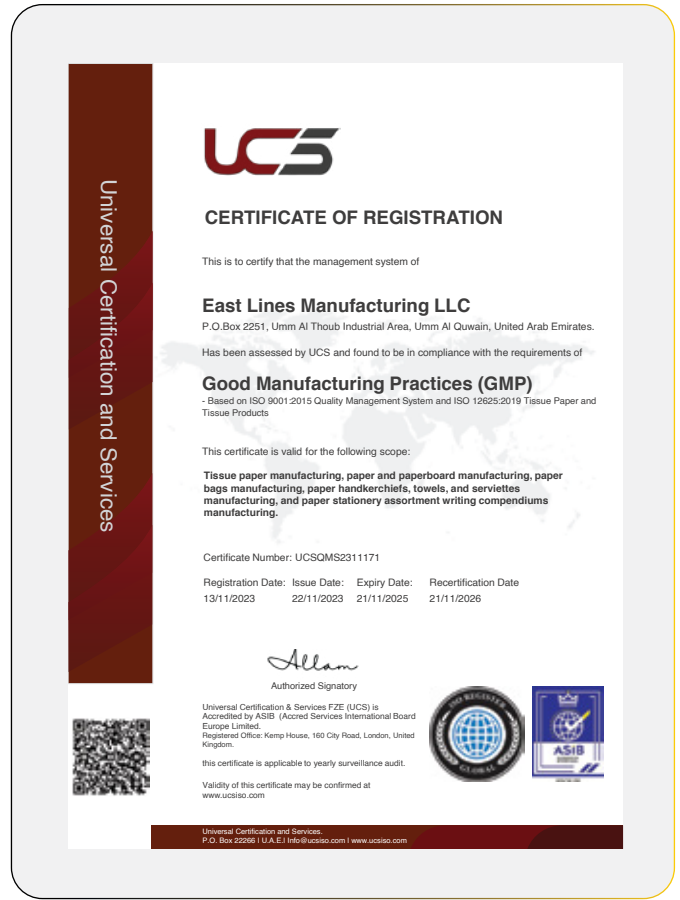 UCS
CERTIFICATE OF REGISTRATION
This is to certify that the management system of
East Lines Manufacturing LLC
P.O.Box 2251, Umm Al Thoub Industrial Area, Umm Al Quwain, United Arab Emirates.
Has been assessed by UCS and found to be in compliance with the requirements of
Good Manufacturing Practices (GMP)
- Based on ISO 9001:2015 Quality Management System and ISO 12625:2019 Tissue Paper and
Tissue Products
This certificate is valid for the following scope:
Tissue paper manufacturing, paper and paperboard manufacturing, paper
bags manufacturing, paper handkerchiefs, towels, and serviettes
manufacturing, and paper stationery assortment writing compendiums
manufacturing.
Certificate Number: UCSQMS2311171
Registration Date: Issue Date: Expiry Date: Recertification Date
13/11/2023 22/11/2023 21/11/2025 21/11/2026
Allam
Authorized Signatory
Universal Certification & Services FZE (UCS) is
Accredited by ASIB (Accred Services International Board
Europe Limited.
Registered Office: Kemp House, 160 City Road, London, United
Kingdom.
this certificate is applicable to yearly surveillance audit.
Validity of this certificate may be confirmed at
www.ucsiso.com
ISO REGISTER
GLOBAL
ASIB
Universal Certification and Services
Universal Certification and Services.
P.O. Box 22266 | U.A.E.| Info@ucsiso.com | www.ucsiso.com